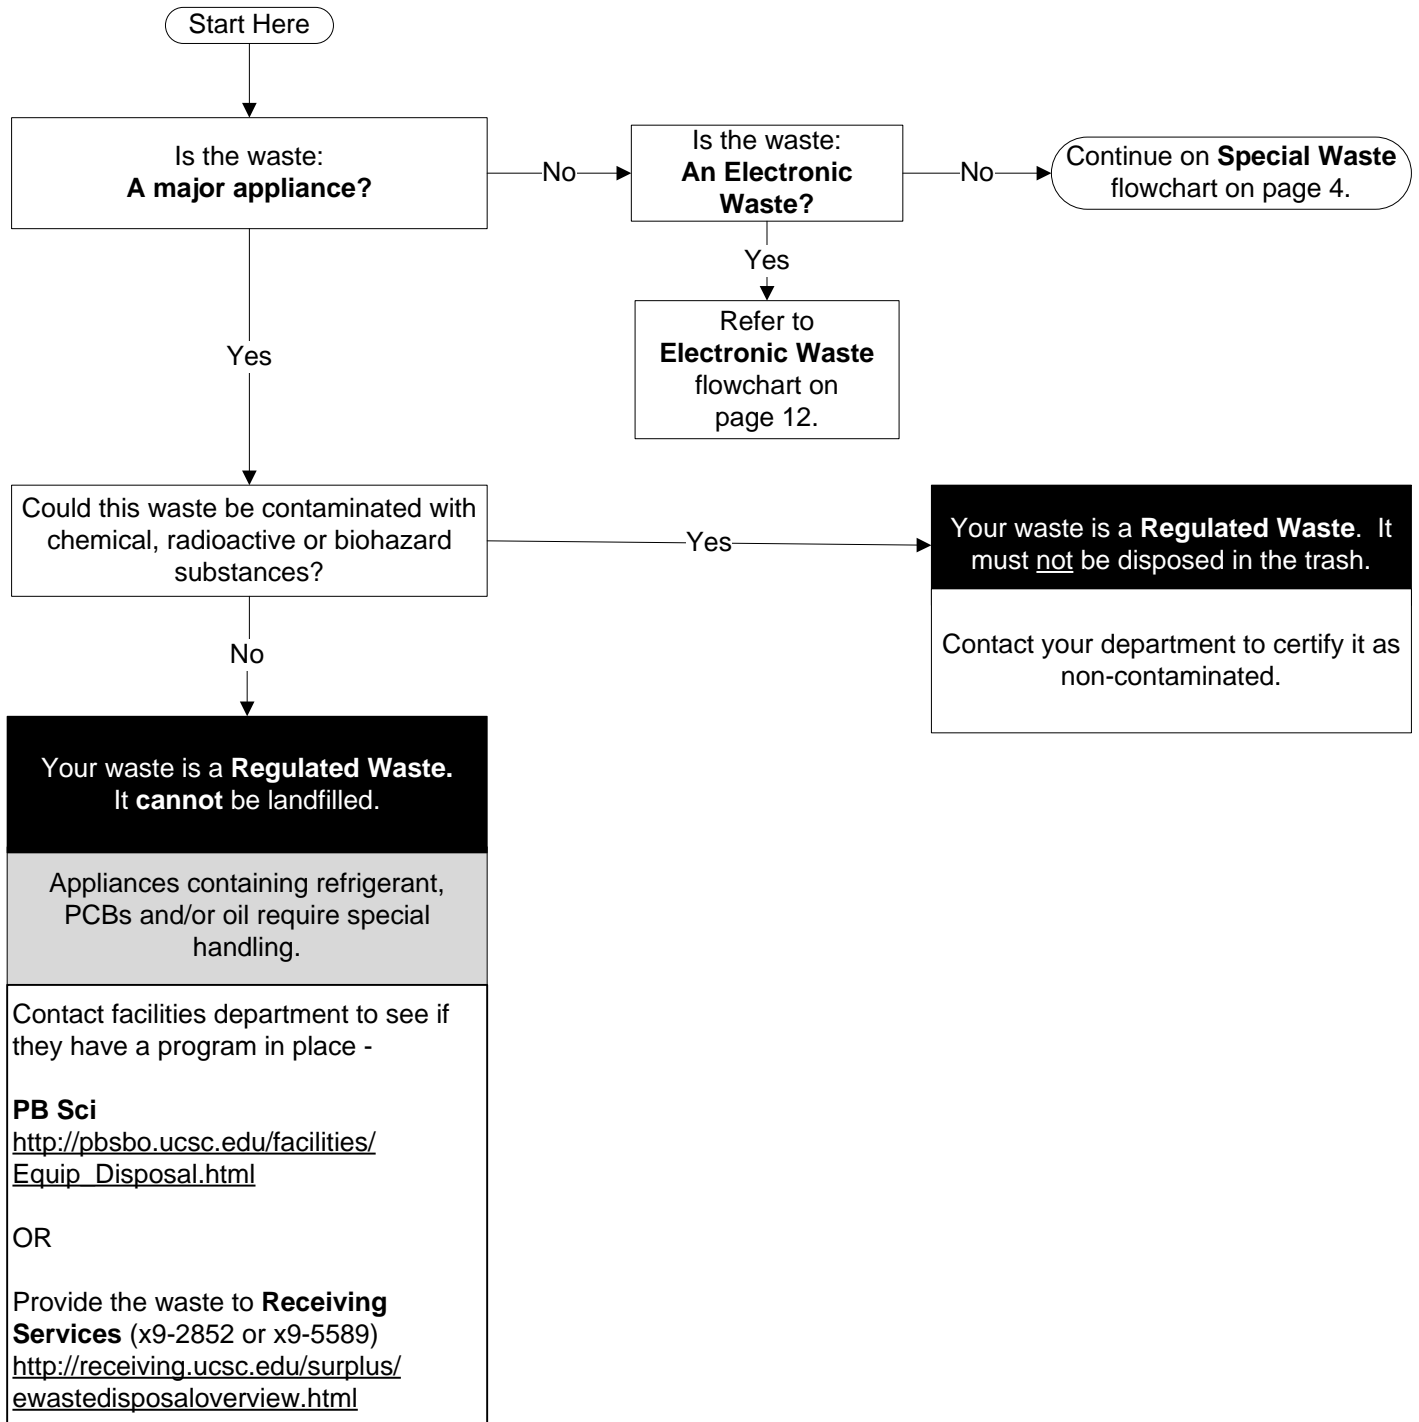 Start Here
Is the waste:
A major appliance?
No
Is the waste:
An Electronic
Waste?
No
Continue on Special Waste
flowchart on page 4.
Yes
Refer to
Electronic Waste
flowchart on
page 12.
Yes
Could this waste be contaminated with
chemical, radioactive or biohazard
substances?
Yes
Your waste is a Regulated Waste. It
must not be disposed in the trash.
Contact your department to certify it as
non-contaminated.
No
Your waste is a Regulated Waste.
It cannot be landfilled.
Appliances containing refrigerant,
PCBs and/or oil require special
handling.
Contact facilities department to see if
they have a program in place -
PB Sci
http://pbsbo.ucsc.edu/facilities/
Equip_Disposal.html
OR
Provide the waste to Receiving
Services (x9-2852 or x9-5589)
http://receiving.ucsc.edu/surplus/
ewastedisposaloverview.html